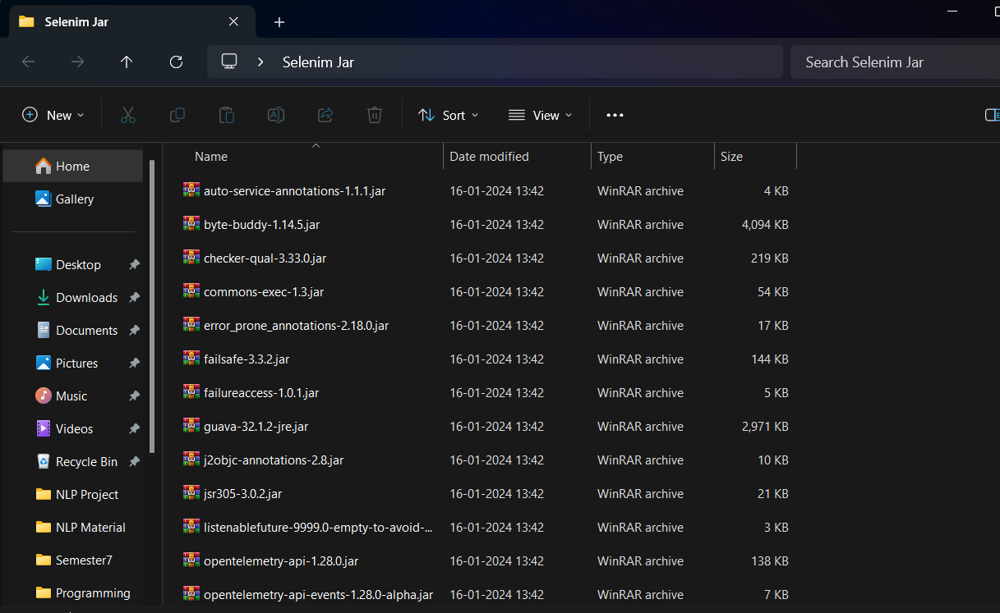 Selenim Jar
Selenim Jar
Search Selenim Jar
New
Sort
View
Home
Gallery
Desktop
Downloads
Documents
Pictures
Music
Videos
Recycle Bin
NLP Project
NLP Material
Semester7
Programming
Name Date modified Type Size
auto-service-annotations-1.1.1.jar 16-01-2024 13:42 WinRAR archive 4 KB
byte-buddy-1.14.5.jar 16-01-2024 13:42 WinRAR archive 4,094 KB
checker-qual-3.33.0.jar 16-01-2024 13:42 WinRAR archive 219 KB
commons-exec-1.3.jar 16-01-2024 13:42 WinRAR archive 54 KB
error_prone_annotations-2.18.0.jar 16-01-2024 13:42 WinRAR archive 17 KB
failsafe-3.3.2.jar 16-01-2024 13:42 WinRAR archive 144 KB
failureaccess-1.0.1.jar 16-01-2024 13:42 WinRAR archive 5 KB
guava-32.1.2-jre.jar 16-01-2024 13:42 WinRAR archive 2,971 KB
j2objc-annotations-2.8.jar 16-01-2024 13:42 WinRAR archive 10 KB
jsr305-3.0.2.jar 16-01-2024 13:42 WinRAR archive 21 KB
listenablefuture-9999.0-empty-to-avoid-... 16-01-2024 13:42 WinRAR archive 3 KB
opentelemetry-api-1.28.0.jar 16-01-2024 13:42 WinRAR archive 138 KB
opentelemetry-api-events-1.28.0-alpha.jar 16-01-2024 13:42 WinRAR archive 7 KB